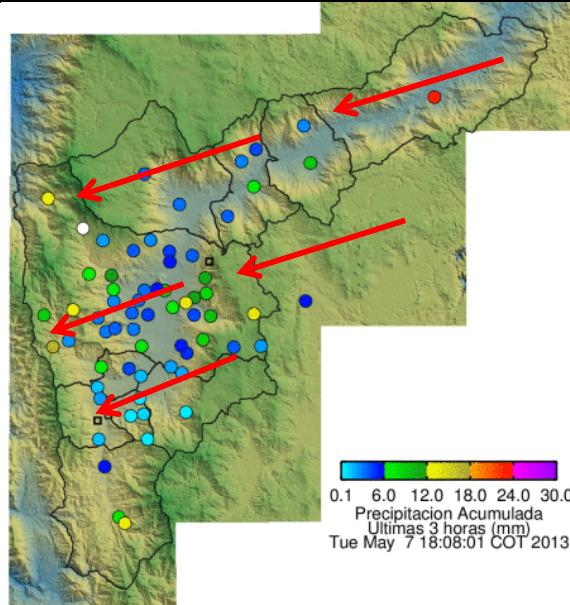 0.1 6.0 12.0 18.0 24.0 30.0
Precipitacion Acumulada
Ultimas 3 horas (mm)
Tue May 7 18:08:01 COT 2013